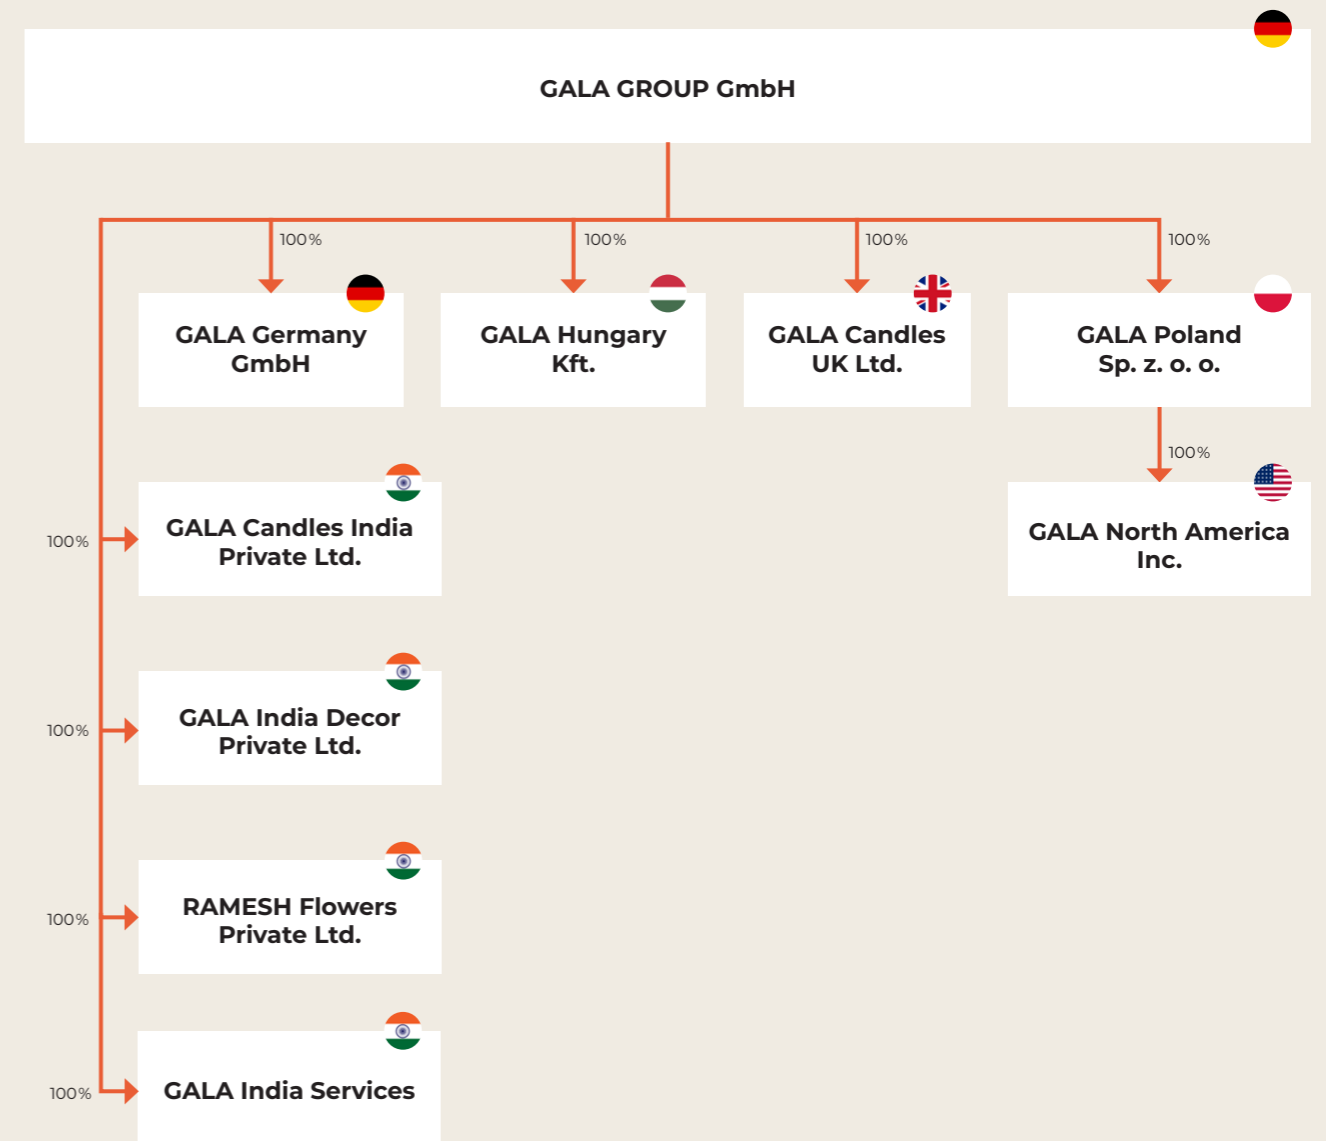 GALA GROUP GmbH
100%
100%
100%
100%
GALA Germany
GmbH
GALA Hungary
Kft.
GALA Candles
UK Ltd.
GALA Poland
Sp. z. o. o.
100%
GALA North America
Inc.
100%
GALA Candles India
Private Ltd.
100%
GALA India Decor
Private Ltd.
100%
RAMESH Flowers
Private Ltd.
100%
GALA India Services